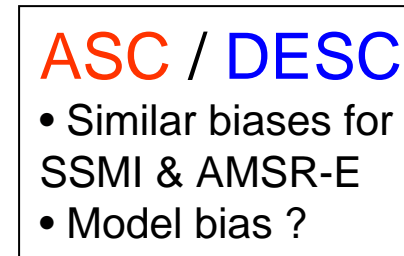 ASC / DESC
• Similar biases for
SSMI & AMSR-E
• Model bias ?